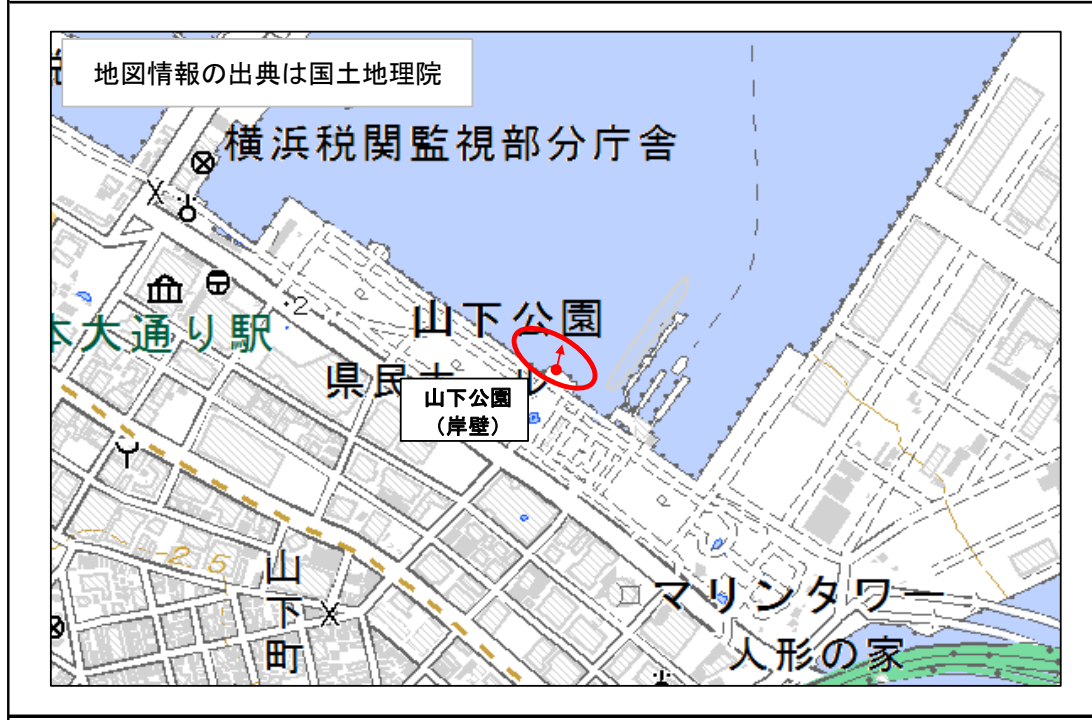 地図情報の出典は国土地理院
横浜税関監視部分庁舎
2
山下公園
本大通り駅
県民ホール
山下公園
(岸壁)
25
山下町
マリンタワー
人形の家